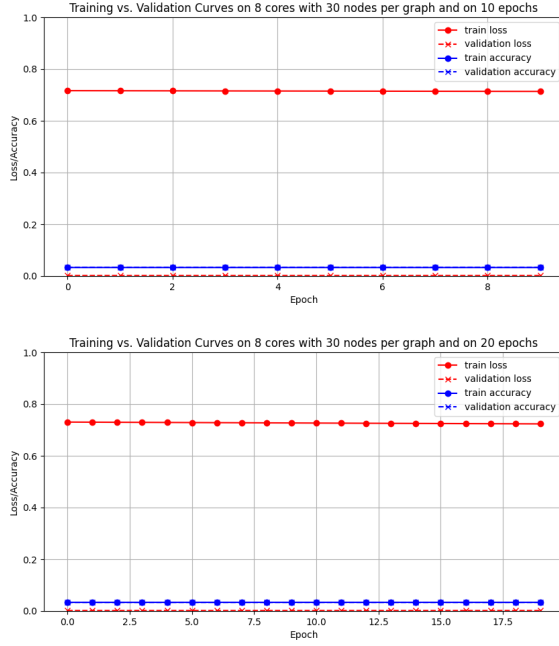 Training vs. Validation Curves on 8 cores with 30 nodes per graph and on 10 epochs
1.0
0.8
0.6
0.4
0.2
0.0
Loss/Accuracy
train loss
validation loss
train accuracy
validation accuracy
0 2 4 6 8
Epoch
Training vs. Validation Curves on 8 cores with 30 nodes per graph and on 20 epochs
1.0
0.8
0.6
0.4
0.2
0.0
Loss/Accuracy
train loss
validation loss
train accuracy
validation accuracy
0.0 2.5 5.0 7.5 10.0 12.5 15.0 17.5
Epoch